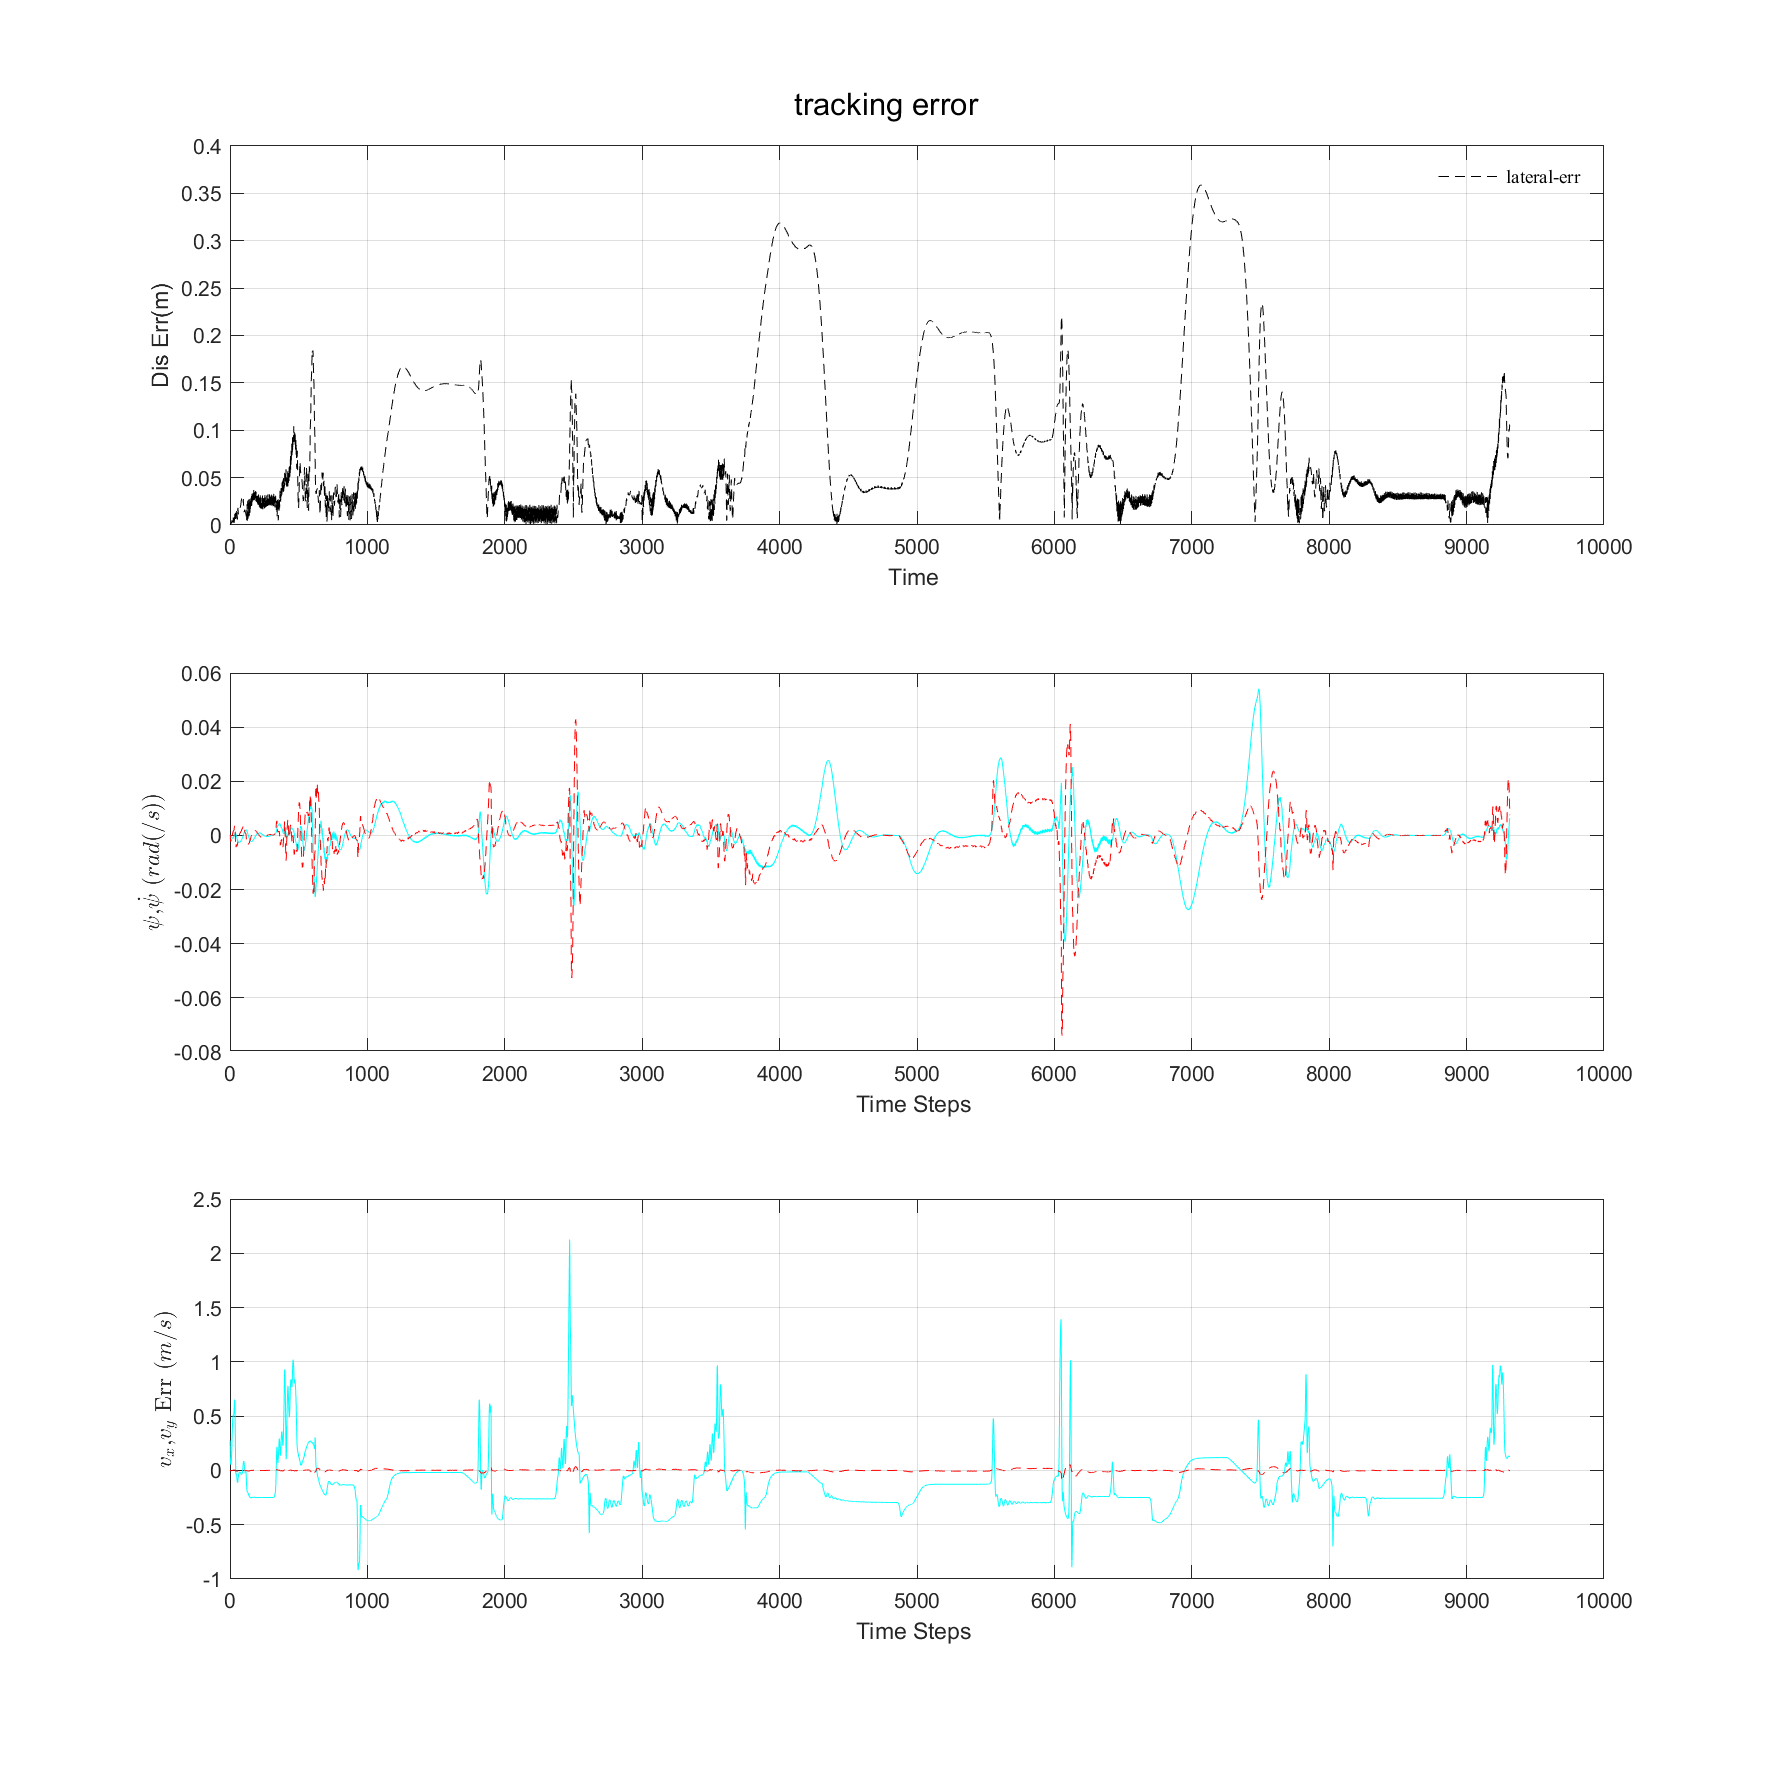 tracking error
0.4
0.35
0.3
0.25
0.2
0.15
0.1
0.05
0
Dis Err(m)
lateral-err
0 1000 2000 3000 4000 5000 6000 7000 8000 9000 10000
Time
0.06
0.04
0.02
0
-0.02
-0.04
-0.06
-0.08
ψ,ψ̇ (rad(/s))
0 1000 2000 3000 4000 5000 6000 7000 8000 9000 10000
Time Steps
2.5
2
1.5
1
0.5
0
-0.5
-1
v_x,v_y Err (m/s)
0 1000 2000 3000 4000 5000 6000 7000 8000 9000 10000
Time Steps